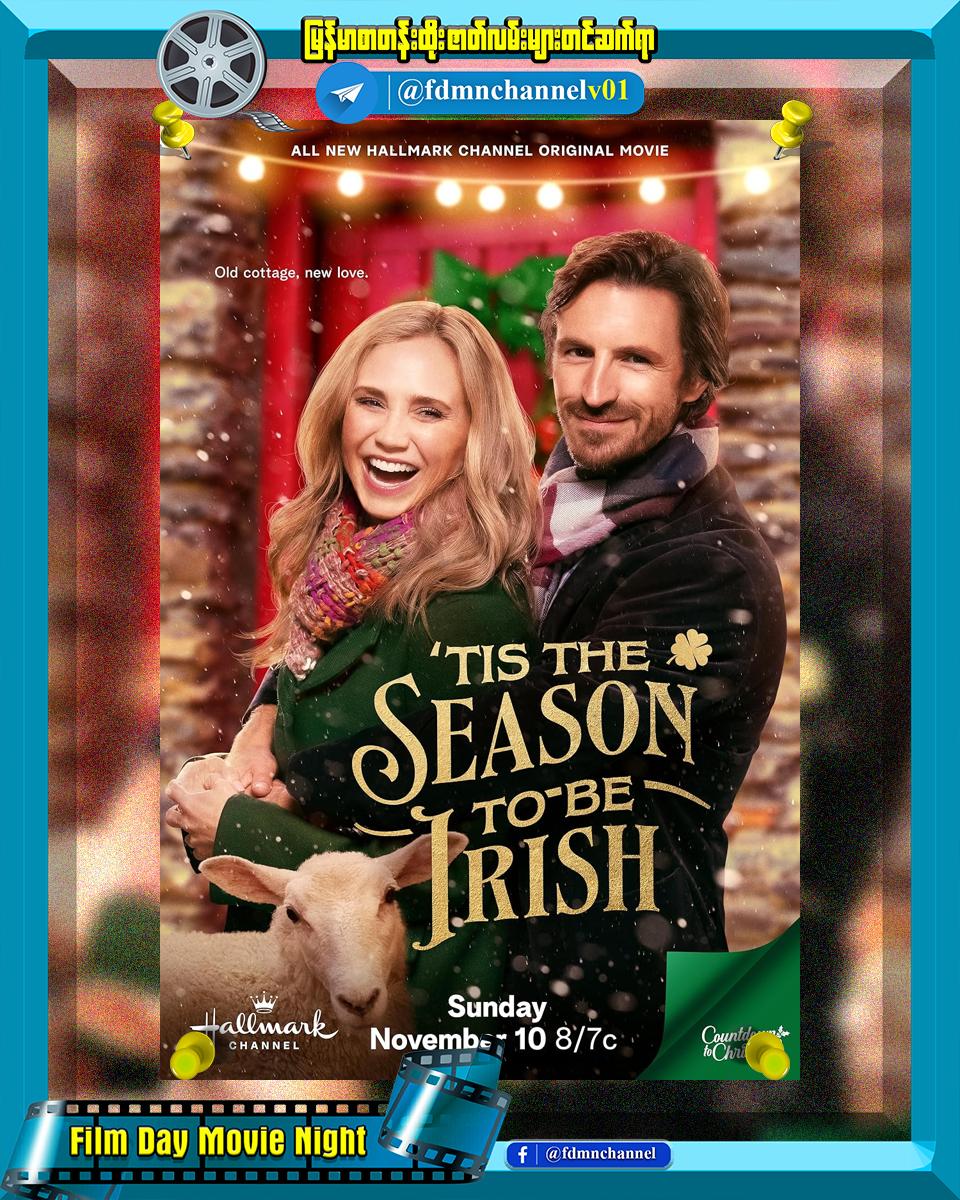 မြန်မာစာတန်းထိုးဇာတ်လမ်းများတင်ဆက်ရာ
@fdmnchannelv01
ALL NEW HALLMARK CHANNEL ORIGINAL MOVIE
Old cottage, new love.
'TIS THE
SEASON
TO-BE
IRISH
Sunday
November 10 8/7c
Hallmark
CHANNEL
Film Day Movie Night
@fdmnchannel